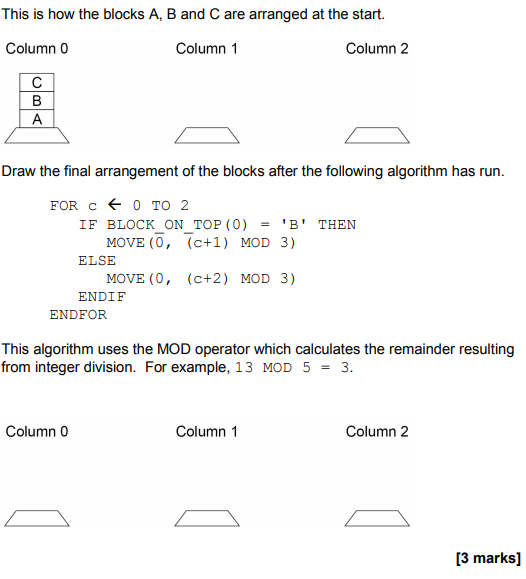 This is how the blocks A, B and C are arranged at the start.
Column 0 Column 1 Column 2
C
B
A
Draw the final arrangement of the blocks after the following algorithm has run.
FOR c ← 0 TO 2
IF BLOCK_ON_TOP(0) = 'B' THEN
MOVE(0, (c+1) MOD 3)
ELSE
MOVE(0, (c+2) MOD 3)
ENDIF
ENDFOR
This algorithm uses the MOD operator which calculates the remainder resulting
from integer division. For example, 13 MOD 5 = 3.
Column 0 Column 1 Column 2
[3 marks]